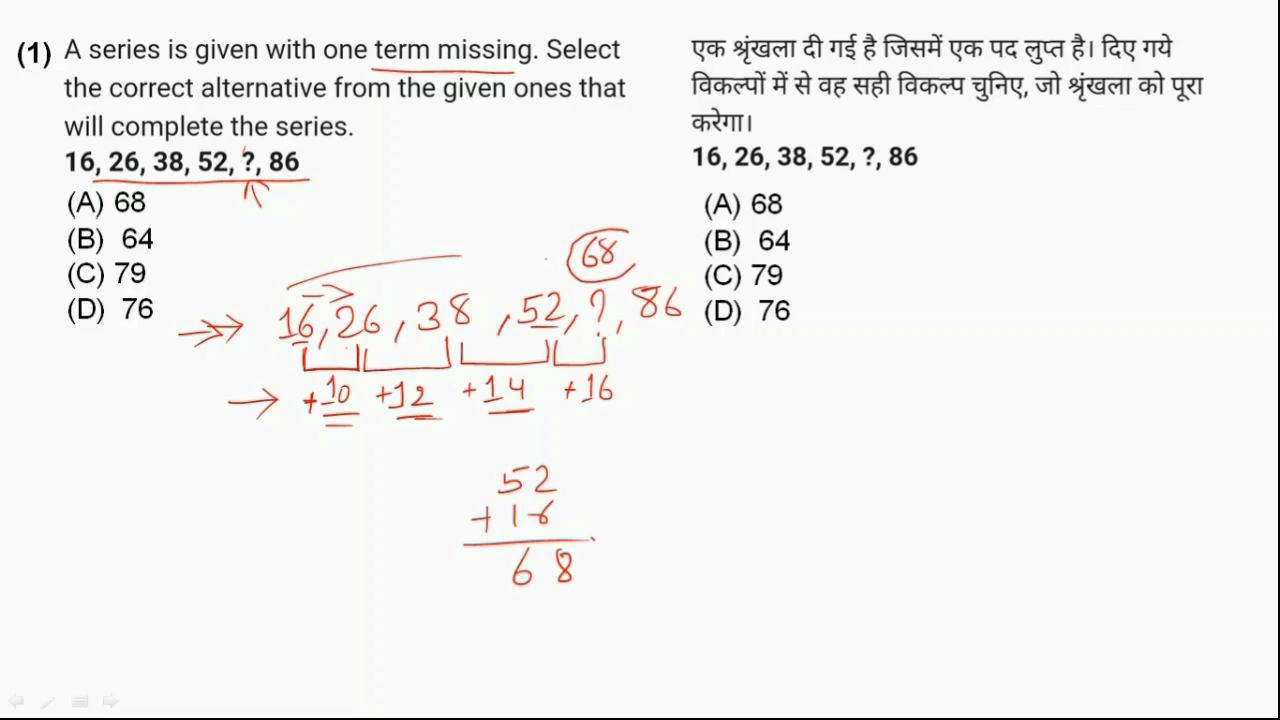 (1) A series is given with one term missing. Select
the correct alternative from the given ones that
will complete the series.
16, 26, 38, 52, ?, 86
(A) 68
(B) 64
(C) 79
(D) 76
एक श्रृंखला दी गई है जिसमें एक पद लुप्त है। दिए गये
विकल्पों में से वह सही विकल्प चुनिए, जो श्रृंखला को पूरा
करेगा।
16, 26, 38, 52, ?, 86
(A) 68
(B) 64
(C) 79
(D) 76
68
16, 26, 38, 52, ?, 86
+10 +12 +14 +16
52
+16
68